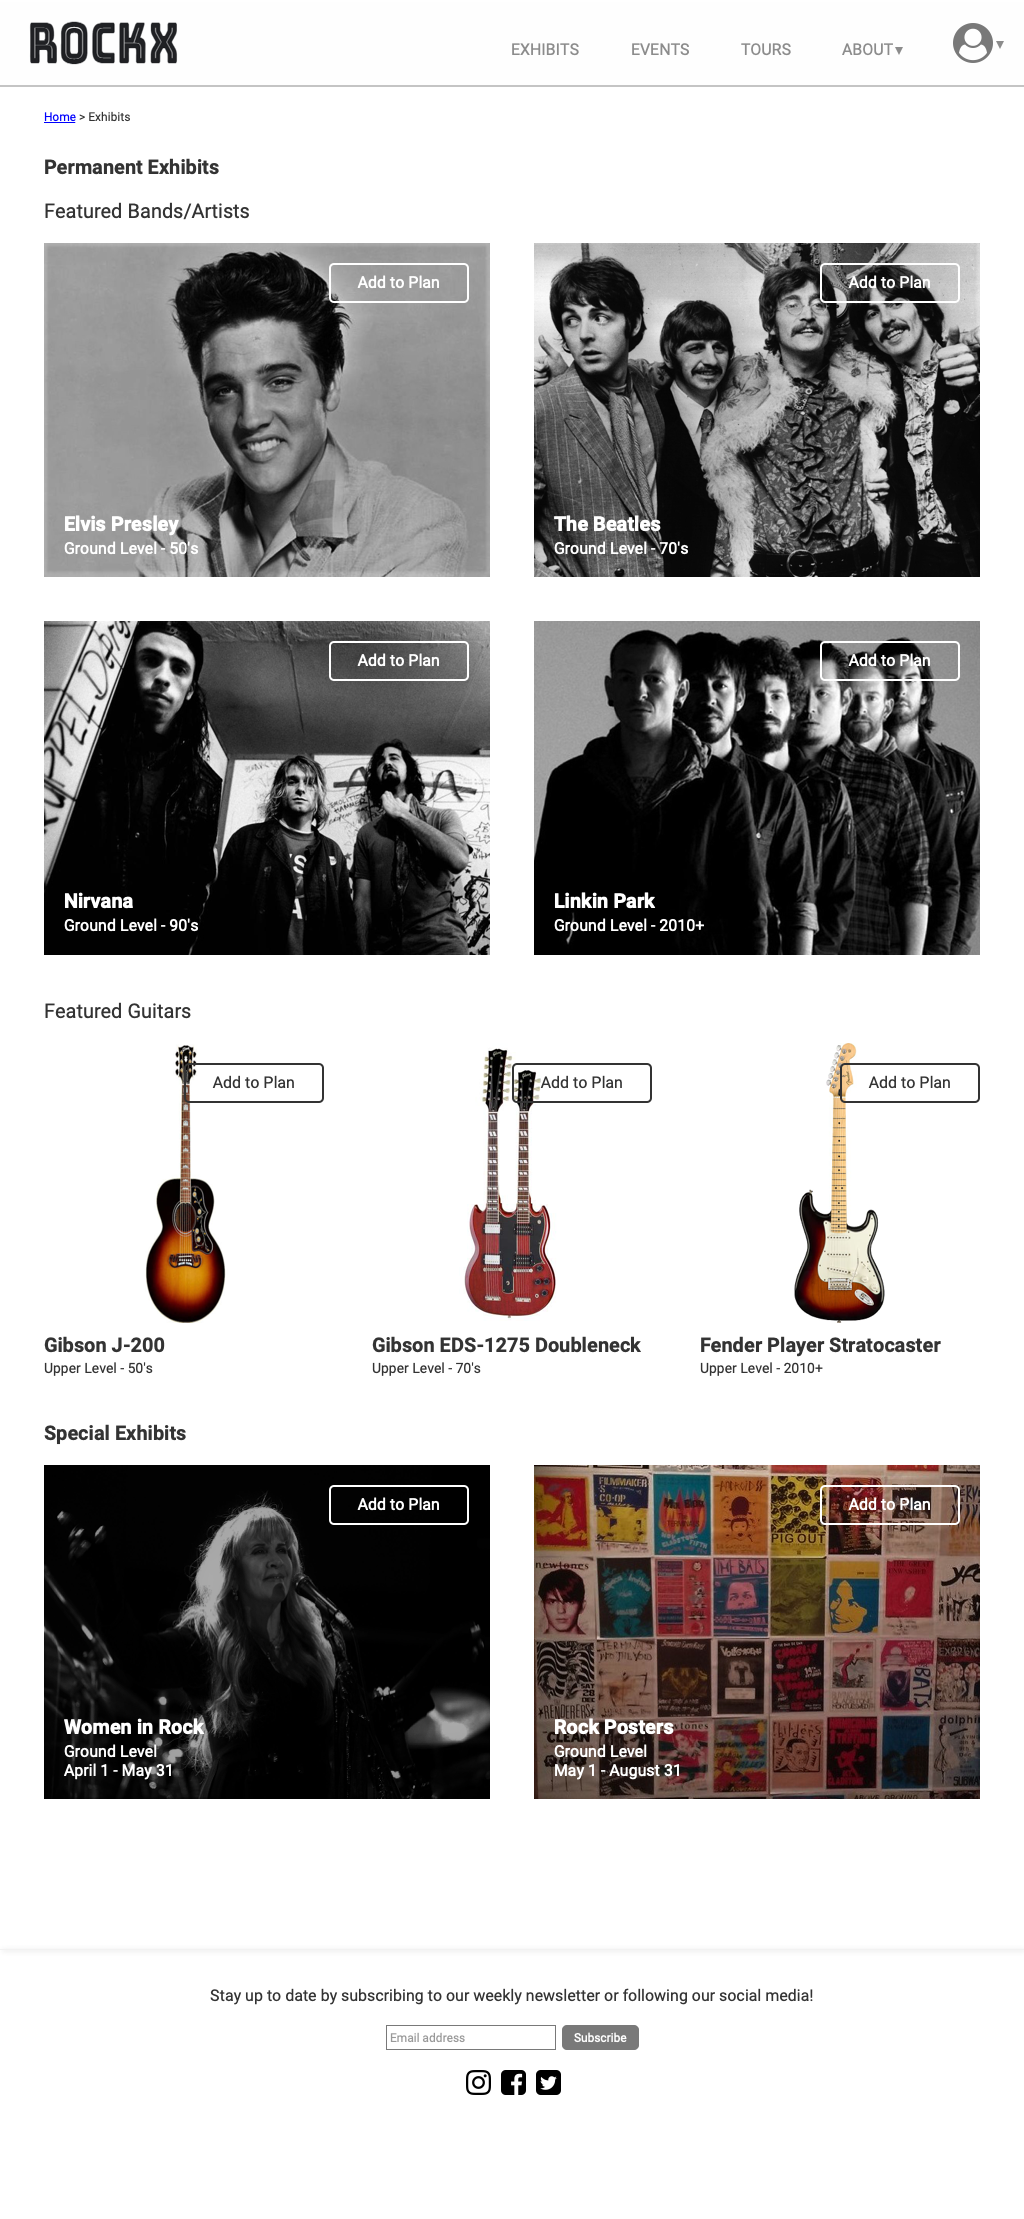 ROCKX
EXHIBITS
EVENTS
TOURS
ABOUT▼
▼
Home > Exhibits
Permanent Exhibits
Featured Bands/Artists
Add to Plan
Elvis Presley
Ground Level - 50's
Add to Plan
The Beatles
Ground Level - 70's
Add to Plan
Nirvana
Ground Level - 90's
Add to Plan
Linkin Park
Ground Level - 2010+
Featured Guitars
Add to Plan
Gibson J-200
Upper Level - 50's
Add to Plan
Gibson EDS-1275 Doubleneck
Upper Level - 70's
Add to Plan
Fender Player Stratocaster
Upper Level - 2010+
Special Exhibits
Add to Plan
Women in Rock
Ground Level
April 1 - May 31
Add to Plan
FILMMAKER
S
CO-OP
PIG OUT
newtones
Rock Posters
Ground Level
May 1 - August 31
Stay up to date by subscribing to our weekly newsletter or following our social media!
Email address
Subscribe